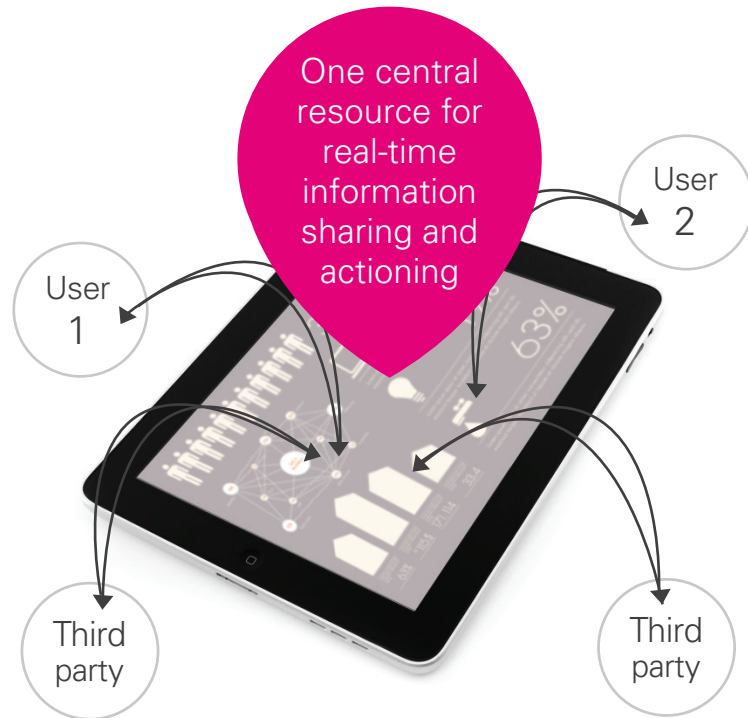 One central
resource for
real-time
information
sharing and
actioning
User
2
User
1
63%
Third
party
Third
party